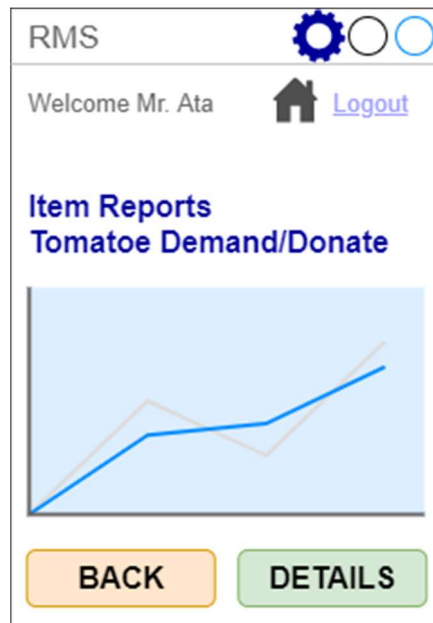 RMS
Welcome Mr. Ata Logout
Item Reports
Tomatoe Demand/Donate
BACK DETAILS